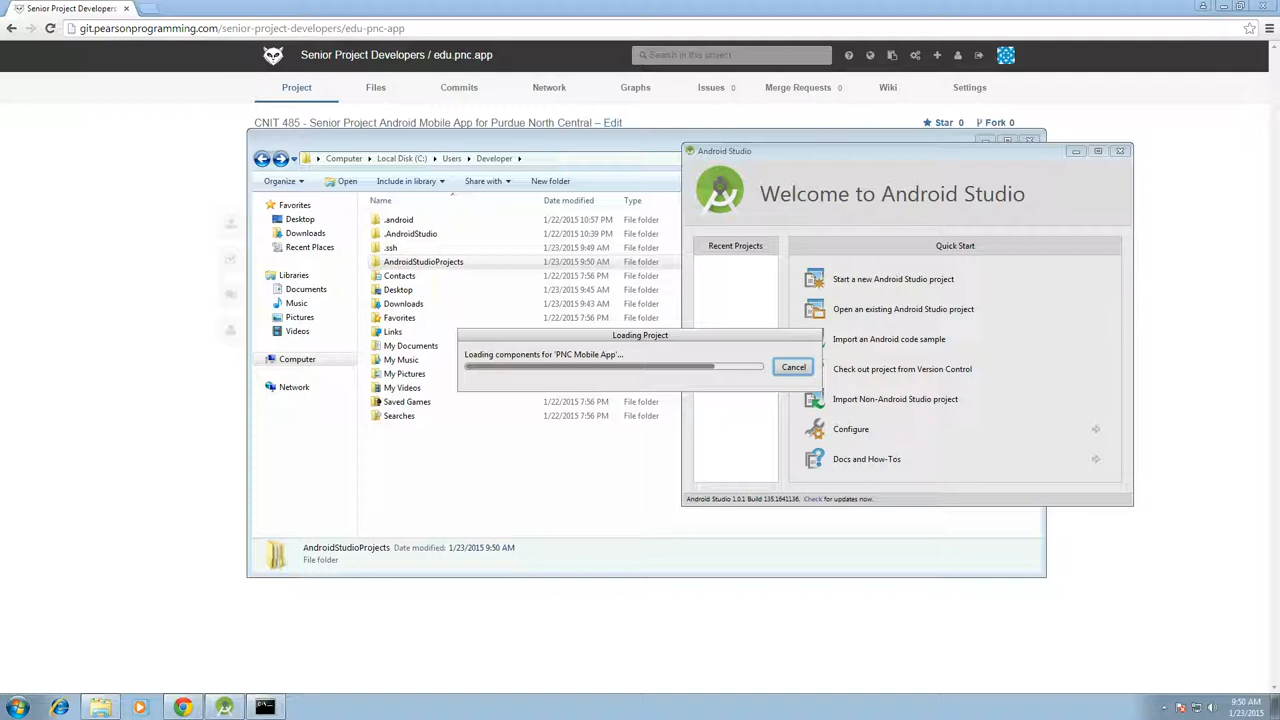 Senior Project Developers
git.pearsonprogramming.com/senior-project-developers/edu-pnc-app
Senior Project Developers / edu.pnc.app
Search in this project
Project Files Commits Network Graphs Issues 0 Merge Requests 0 Wiki Settings
CNIT 485 - Senior Project Android Mobile App for Purdue North Central – Edit
Star 0 Fork 0
Computer Local Disk (C:) Users Developer
Organize Open Include in library Share with New folder
Favorites
Desktop
Downloads
Recent Places
Libraries
Documents
Music
Pictures
Videos
Computer
Network
Name Date modified Type
.android 1/22/2015 10:57 PM File folder
.AndroidStudio 1/22/2015 10:39 PM File folder
.ssh 1/23/2015 9:49 AM File folder
AndroidStudioProjects 1/23/2015 9:50 AM File folder
Contacts 1/22/2015 7:56 PM File folder
Desktop 1/23/2015 9:45 AM File folder
Downloads 1/23/2015 9:43 AM File folder
Favorites 1/22/2015 7:56 PM File folder
Links
My Documents
My Music
My Pictures
My Videos
Saved Games 1/22/2015 7:56 PM File folder
Searches 1/22/2015 7:56 PM File folder
AndroidStudioProjects Date modified: 1/23/2015 9:50 AM
File folder
Android Studio
Welcome to Android Studio
Recent Projects
Quick Start
Start a new Android Studio project
Open an existing Android Studio project
Import an Android code sample
Check out project from Version Control
Import Non-Android Studio project
Configure
Docs and How-Tos
Android Studio 1.0.1 Build 135.1641136. Check for updates now.
Loading Project
Loading components for 'PNC Mobile App'...
Cancel
9:50 AM
1/23/2015